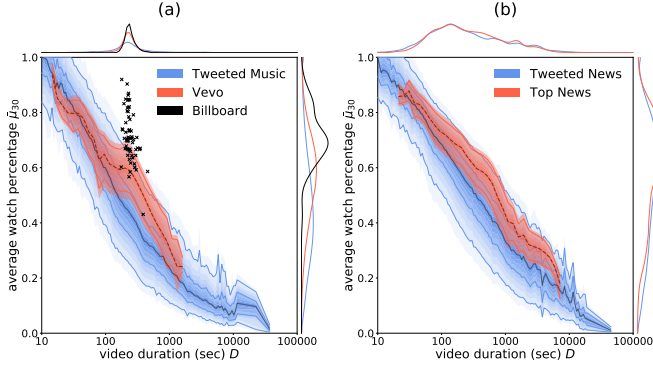 (a)
(b)
1.0
0.8
0.6
0.4
0.2
0.0
average watch percentage μ̄30
Tweeted Music
Vevo
Billboard
10
100
1000
10000
100000
video duration (sec) D
1.0
0.8
0.6
0.4
0.2
0.0
average watch percentage μ̄30
Tweeted News
Top News
10
100
1000
10000
100000
video duration (sec) D